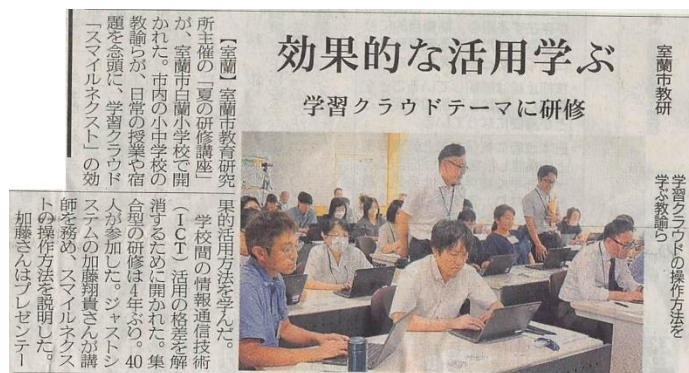 室蘭市教研
効果的な活用学ぶ
学習クラウドテーマに研修
【室蘭】室蘭市教育研究
所主催の「夏の研修講座」
が、室蘭市白蘭小学校で開
かれた。市内の小中学校の
教諭らが、日常の授業や宿
題を念頭に、学習クラウド
「スマイルネクスト」の効
果的活用方法を学んだ。
学校間の情報通信技術
（ICT）活用の格差を解
消するために開かれた。集
合型の研修は4年ぶり。40
人が参加した。ジャストシ
ステムの加藤翔貴さんが講
師を務め、スマイルネクス
トの操作方法を説明した。
加藤さんはプレゼンテー
学習クラウドの操作方法を
学ぶ教諭ら